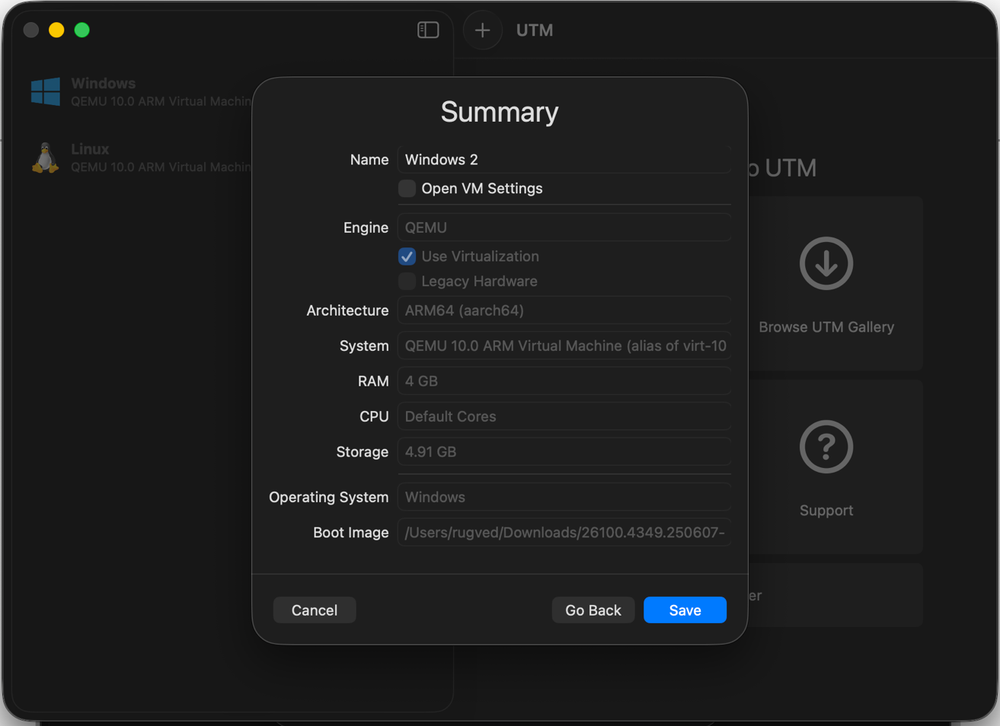 UTM
Windows
QEMU 10.0 ARM Virtual Machin
Linux
QEMU 10.0 ARM Virtual Machin
o UTM
Browse UTM Gallery
Support
er
Summary
Name Windows 2
Open VM Settings
Engine QEMU
Use Virtualization
Legacy Hardware
Architecture ARM64 (aarch64)
System QEMU 10.0 ARM Virtual Machine (alias of virt-10
RAM 4 GB
CPU Default Cores
Storage 4.91 GB
Operating System Windows
Boot Image /Users/rugved/Downloads/26100.4349.250607-
Cancel Go Back Save